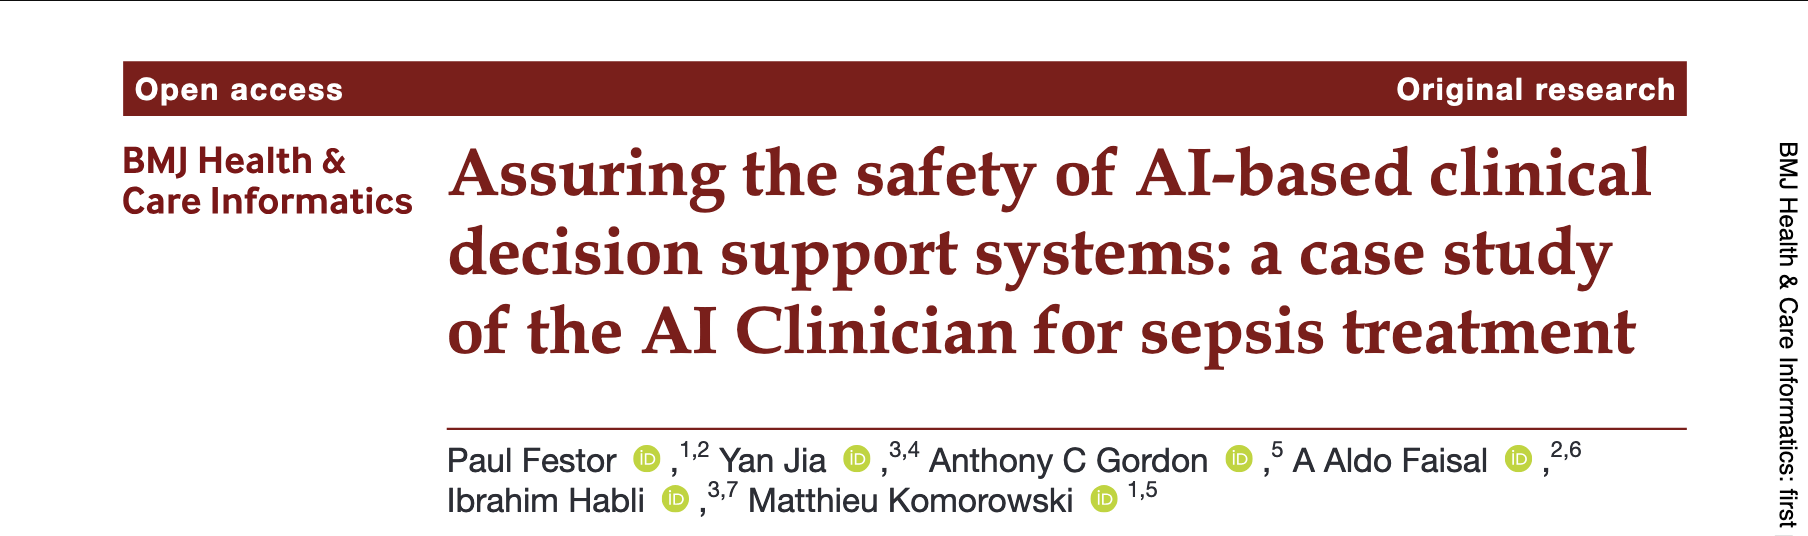 Open access
Original research
BMJ Health &
Care Informatics
Assuring the safety of AI-based clinical
decision support systems: a case study
of the AI Clinician for sepsis treatment
Paul Festor iD ,1,2 Yan Jia iD ,3,4 Anthony C Gordon iD ,5 A Aldo Faisal iD ,2,6
Ibrahim Habli iD ,3,7 Matthieu Komorowski iD 1,5
BMJ Health & Care Informatics: first